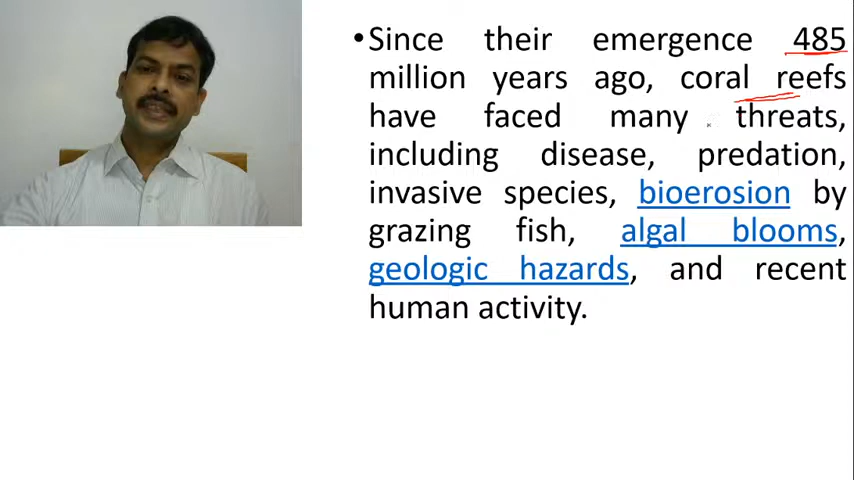 •Since their emergence 485
million years ago, coral reefs
have faced many threats,
including disease, predation,
invasive species, bioerosion by
grazing fish, algal blooms,
geologic hazards, and recent
human activity.